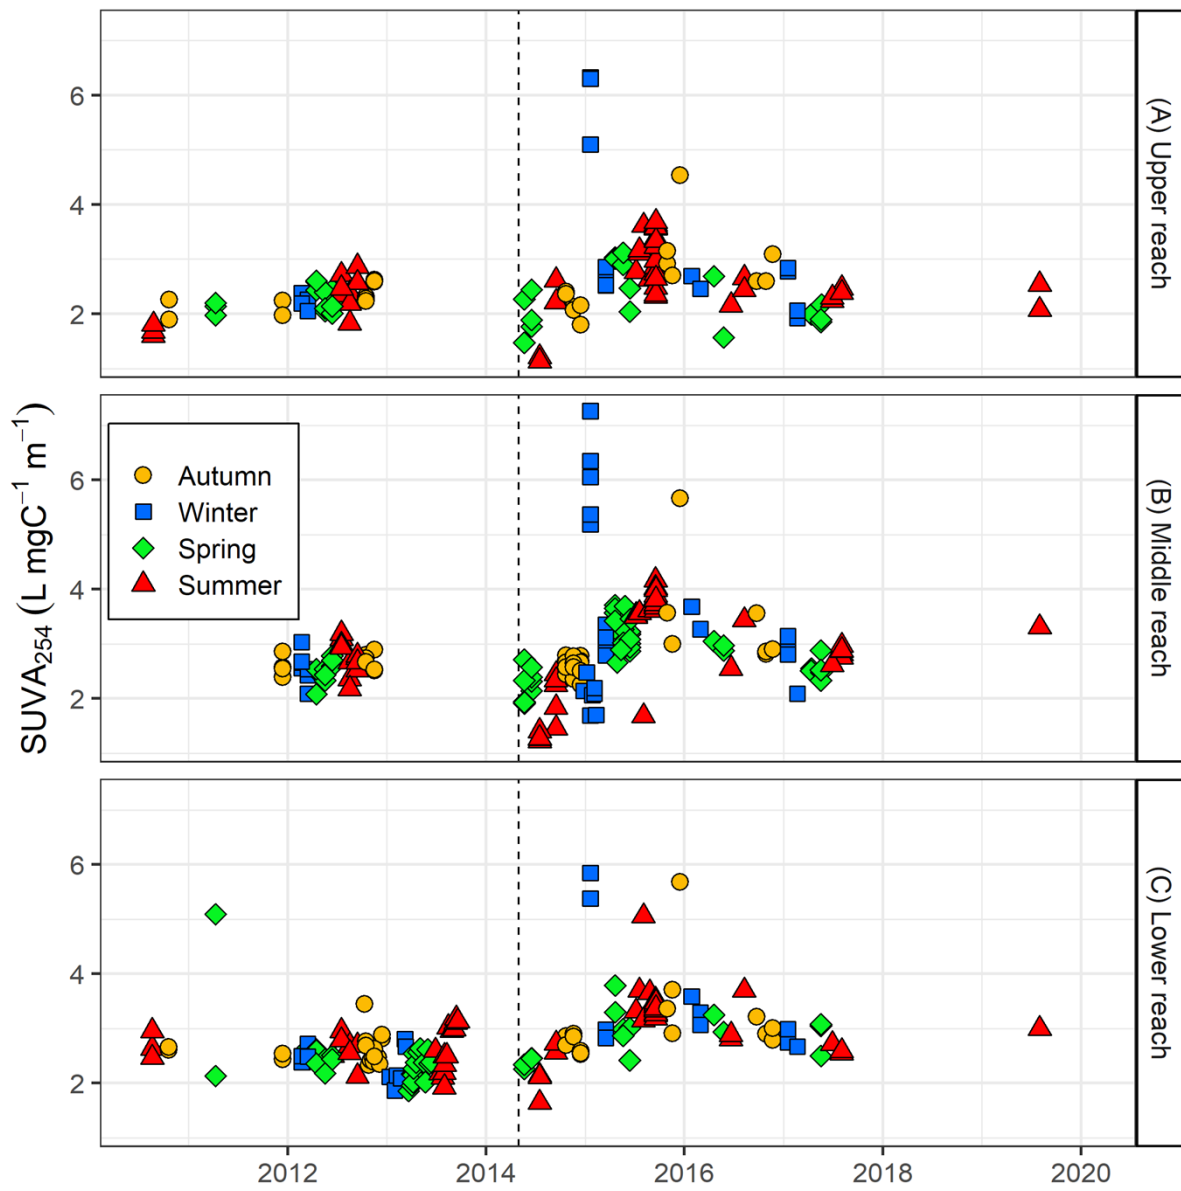 6
4
2
(A) Upper reach
SUVA₂₅₄ (L mgC⁻¹ m⁻¹)
6
4
2
Autumn
Winter
Spring
Summer
(B) Middle reach
6
4
2
(C) Lower reach
2012 2014 2016 2018 2020